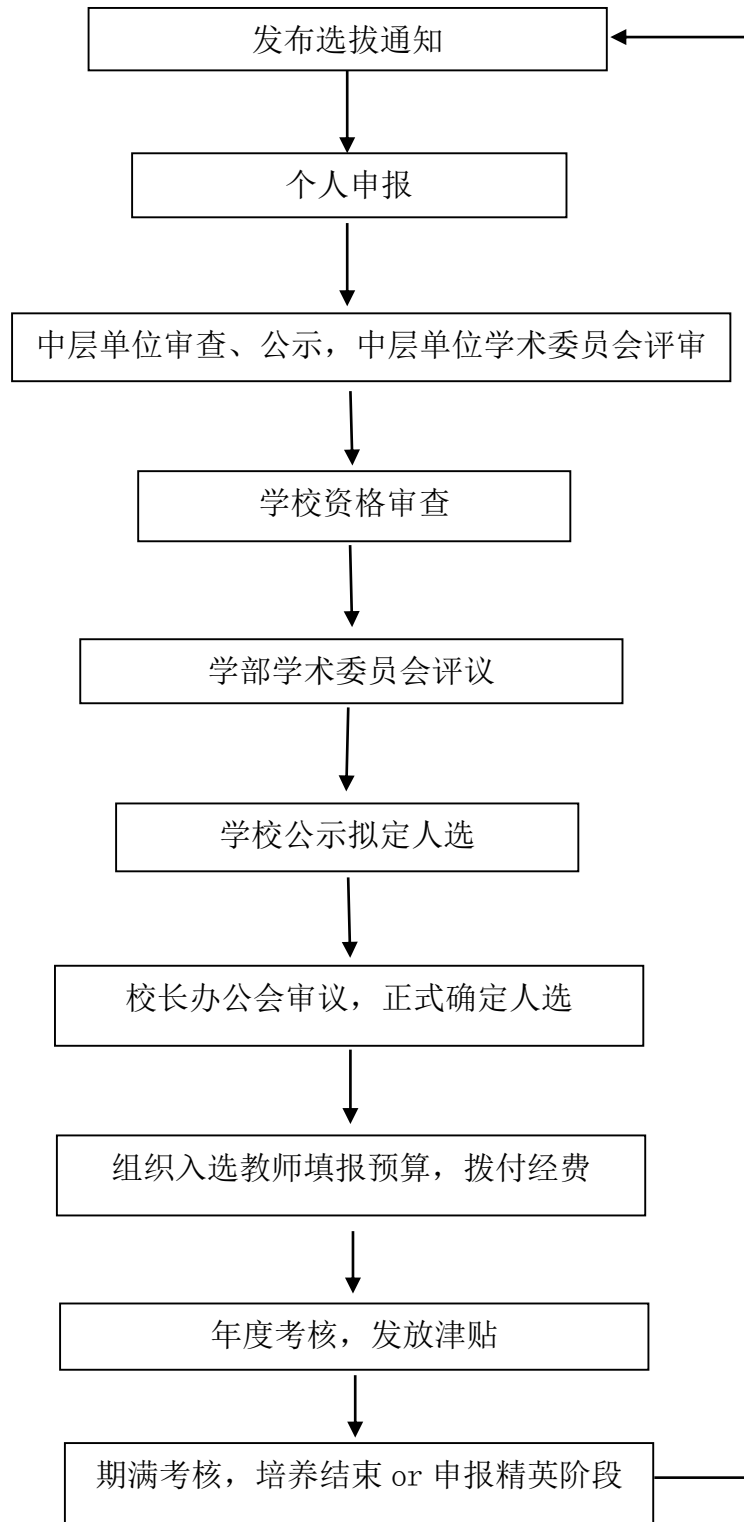 发布选拔通知
个人申报
中层单位审查、公示，中层单位学术委员会评审
学校资格审查
学部学术委员会评议
学校公示拟定人选
校长办公会审议，正式确定人选
组织入选教师填报预算，拨付经费
年度考核，发放津贴
期满考核，培养结束 or 申报精英阶段